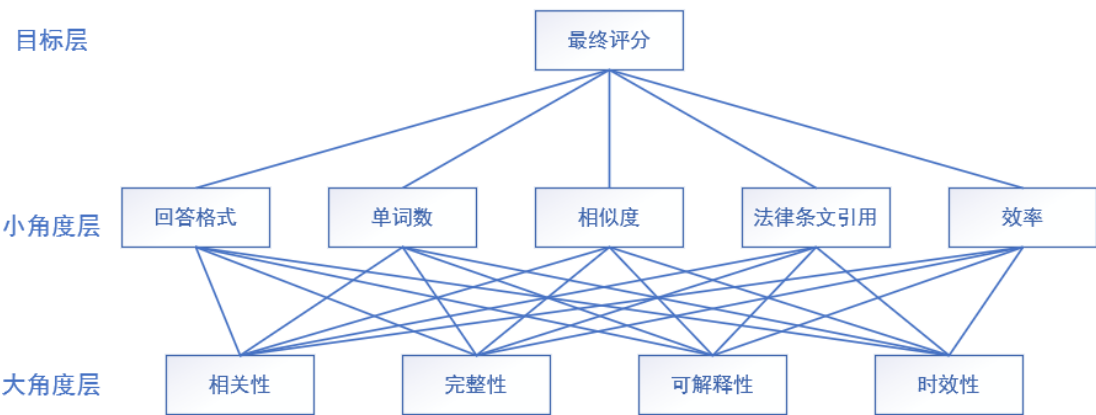 目标层
最终评分
小角度层
回答格式
单词数
相似度
法律条文引用
效率
大角度层
相关性
完整性
可解释性
时效性